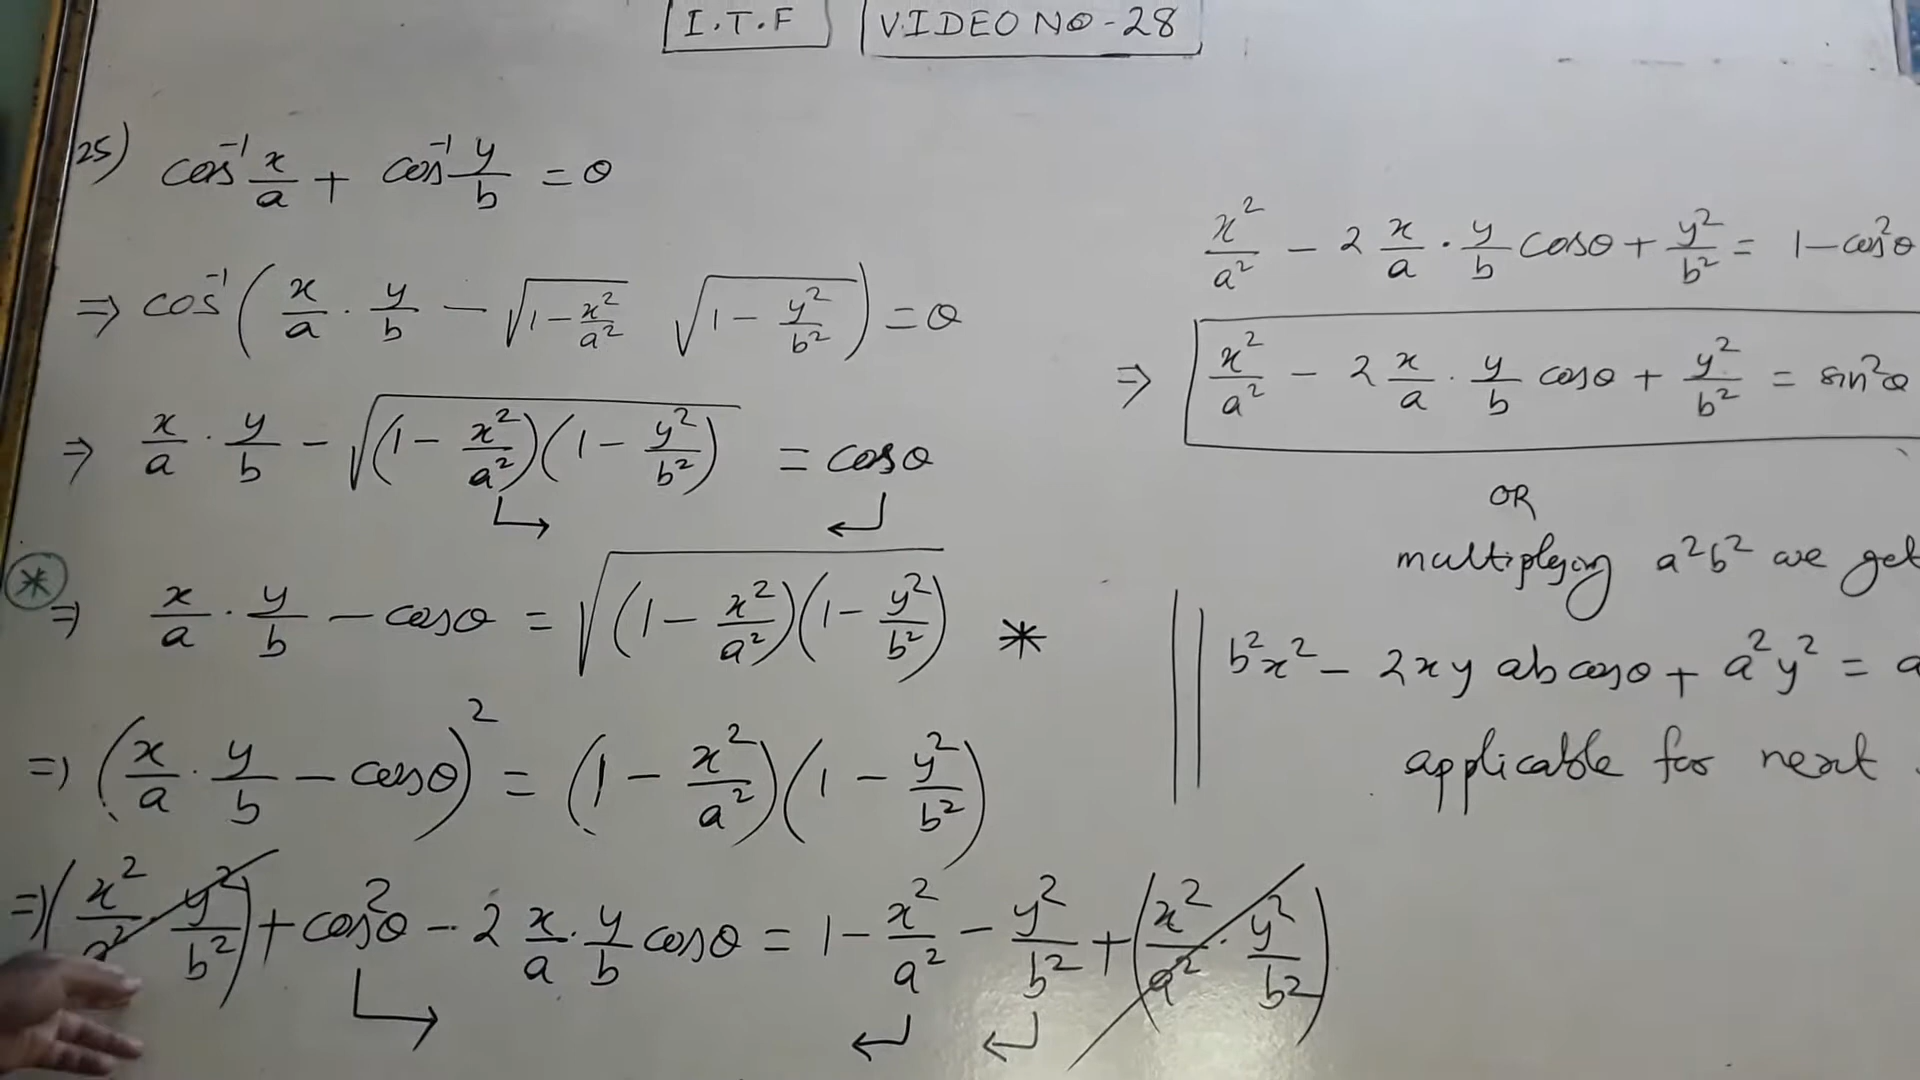 I.T.F VIDEO NO-28
25) cos⁻¹ x/a + cos⁻¹ y/b = θ
⇒ cos⁻¹ ( x/a · y/b − √(1 − x²/a²) √(1 − y²/b²) ) = θ
⇒ x/a · y/b − √((1 − x²/a²)(1 − y²/b²)) = cosθ
* ⇒ x/a · y/b − cosθ = √((1 − x²/a²)(1 − y²/b²)) *
⇒ (x/a · y/b − cosθ)² = (1 − x²/a²)(1 − y²/b²)
⇒ (x²/a² · y²/b²) + cos²θ − 2 x/a · y/b cosθ = 1 − x²/a² − y²/b² + (x²/a² · y²/b²)
x²/a² − 2 x/a · y/b cosθ + y²/b² = 1 − cos²θ
⇒ x²/a² − 2 x/a · y/b cosθ + y²/b² = sin²θ
OR
multiplying a²b² we get
b²x² − 2xy ab cosθ + a²y² = a
applicable for next